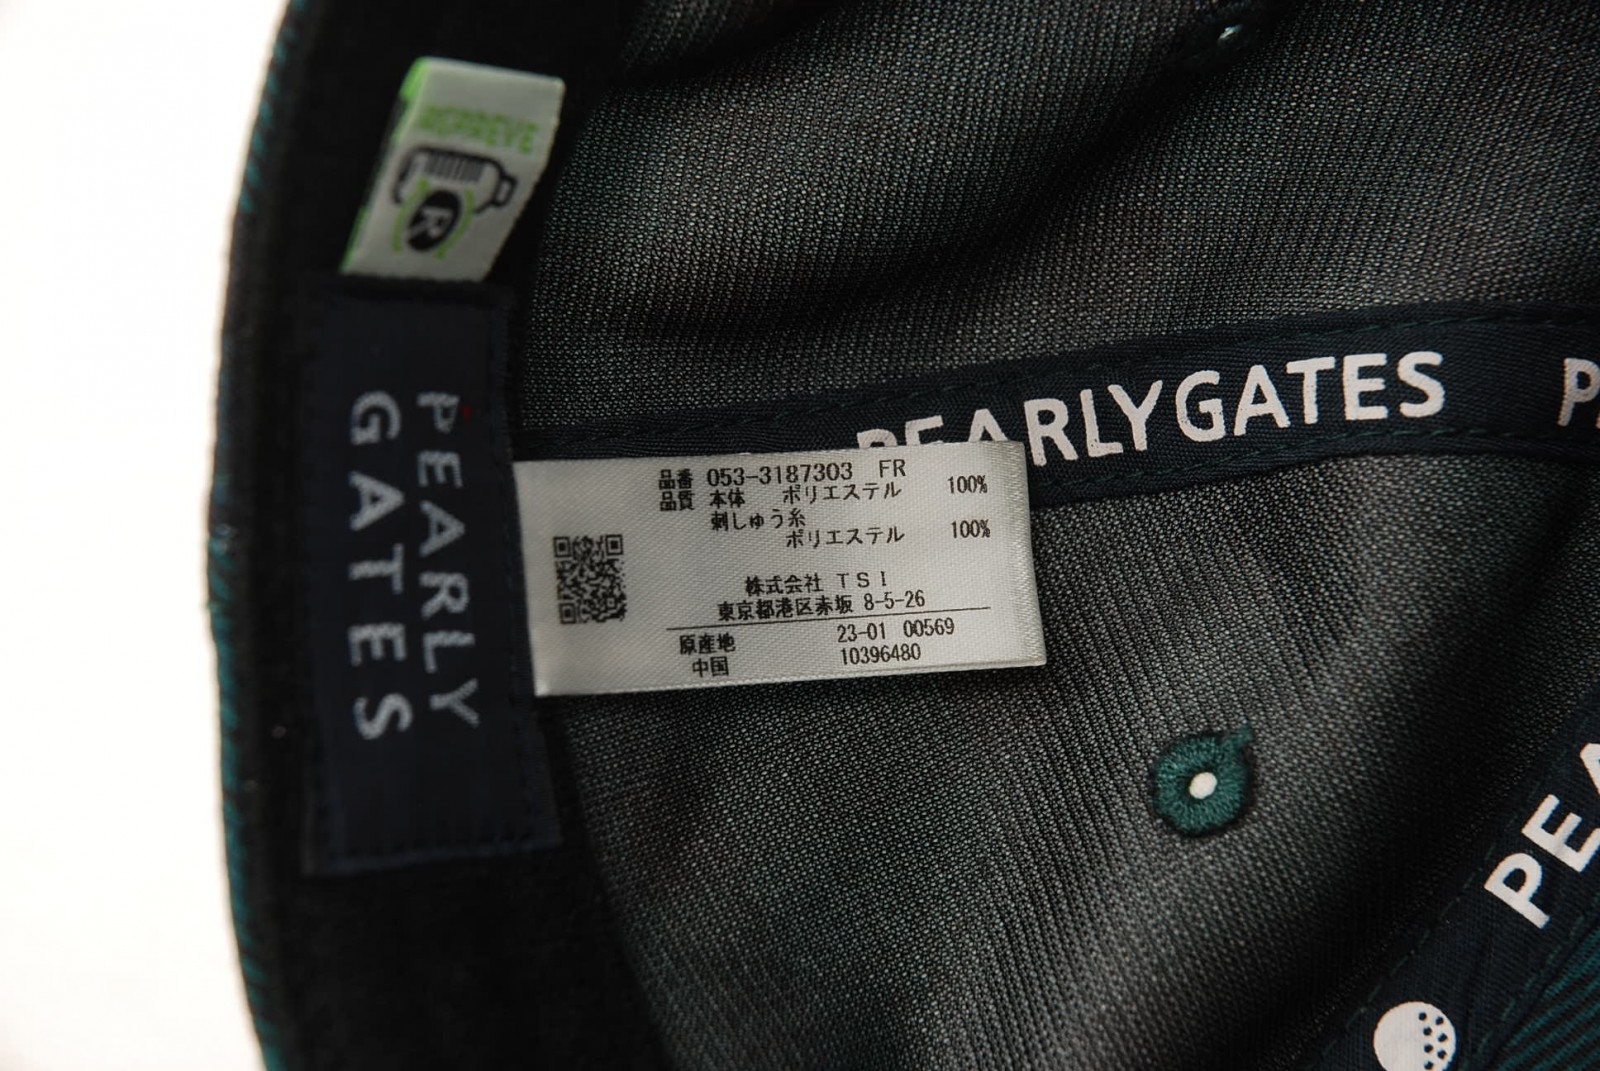 REPREVE
R
PEARLY
GATES
PEARLYGATES
品番 053-3187303 FR
品質 本体 ポリエステル 100%
刺しゅう糸
ポリエステル 100%
株式会社 TSI
東京都港区赤坂 8-5-26
原産地 23-01 00569
中国 10396480